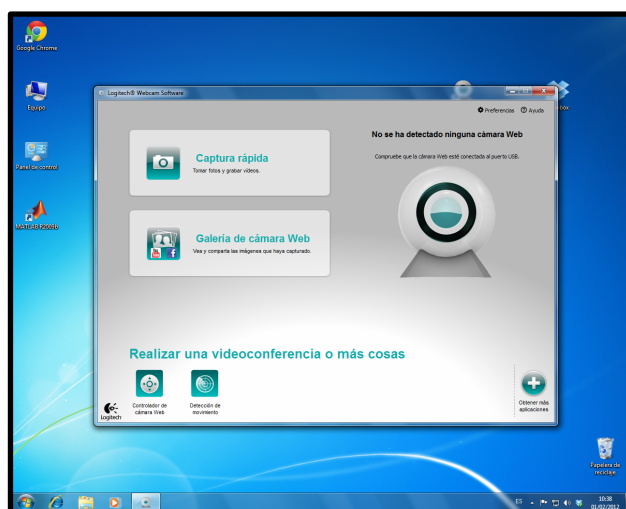 Google Chrome
Equipo
Panel de control
MATLAB R2009b
Logitech® Webcam Software
Preferencias
Ayuda
No se ha detectado ninguna cámara Web
Compruebe que la cámara Web esté conectada al puerto USB.
Captura rápida
Tomar fotos y grabar vídeos.
Galería de cámara Web
Vea y comparta las imágenes que haya capturado.
Realizar una videoconferencia o más cosas
Controlador de
cámara Web
Detección de
movimiento
Obtener más
aplicaciones
Logitech
Papelera de
reciclaje
ES
10:38
01/02/2012